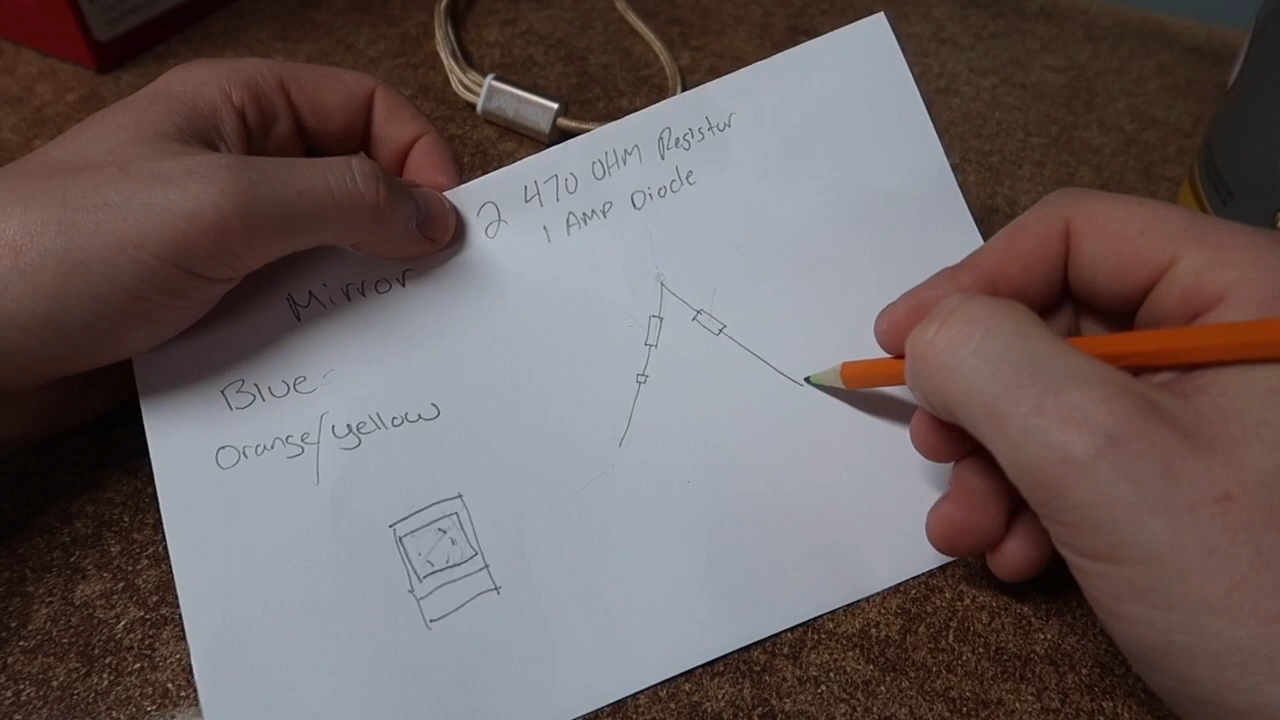 2 470 OHM Resistor
1 AMP Diode
Mirror
Blue
Orange/yellow